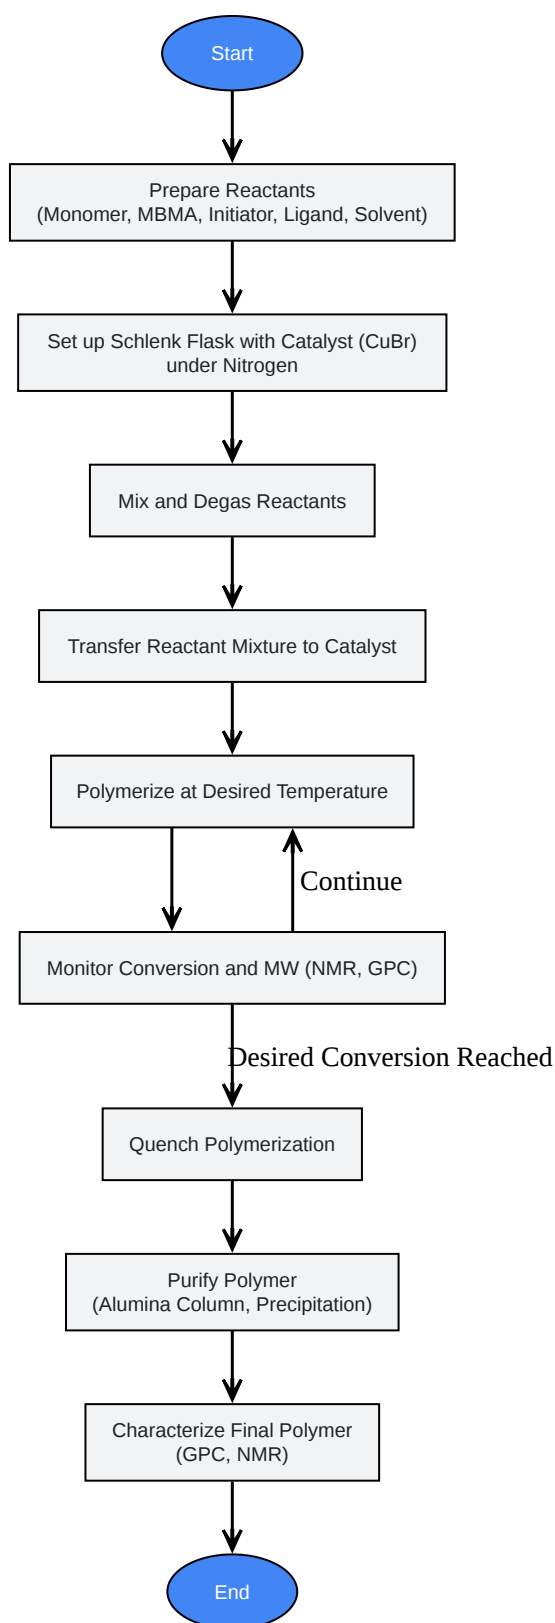 Start
Prepare Reactants
(Monomer, MBMA, Initiator, Ligand, Solvent)
Set up Schlenk Flask with Catalyst (CuBr)
under Nitrogen
Mix and Degas Reactants
Transfer Reactant Mixture to Catalyst
Polymerize at Desired Temperature
Continue
Monitor Conversion and MW (NMR, GPC)
Desired Conversion Reached
Quench Polymerization
Purify Polymer
(Alumina Column, Precipitation)
Characterize Final Polymer
(GPC, NMR)
End